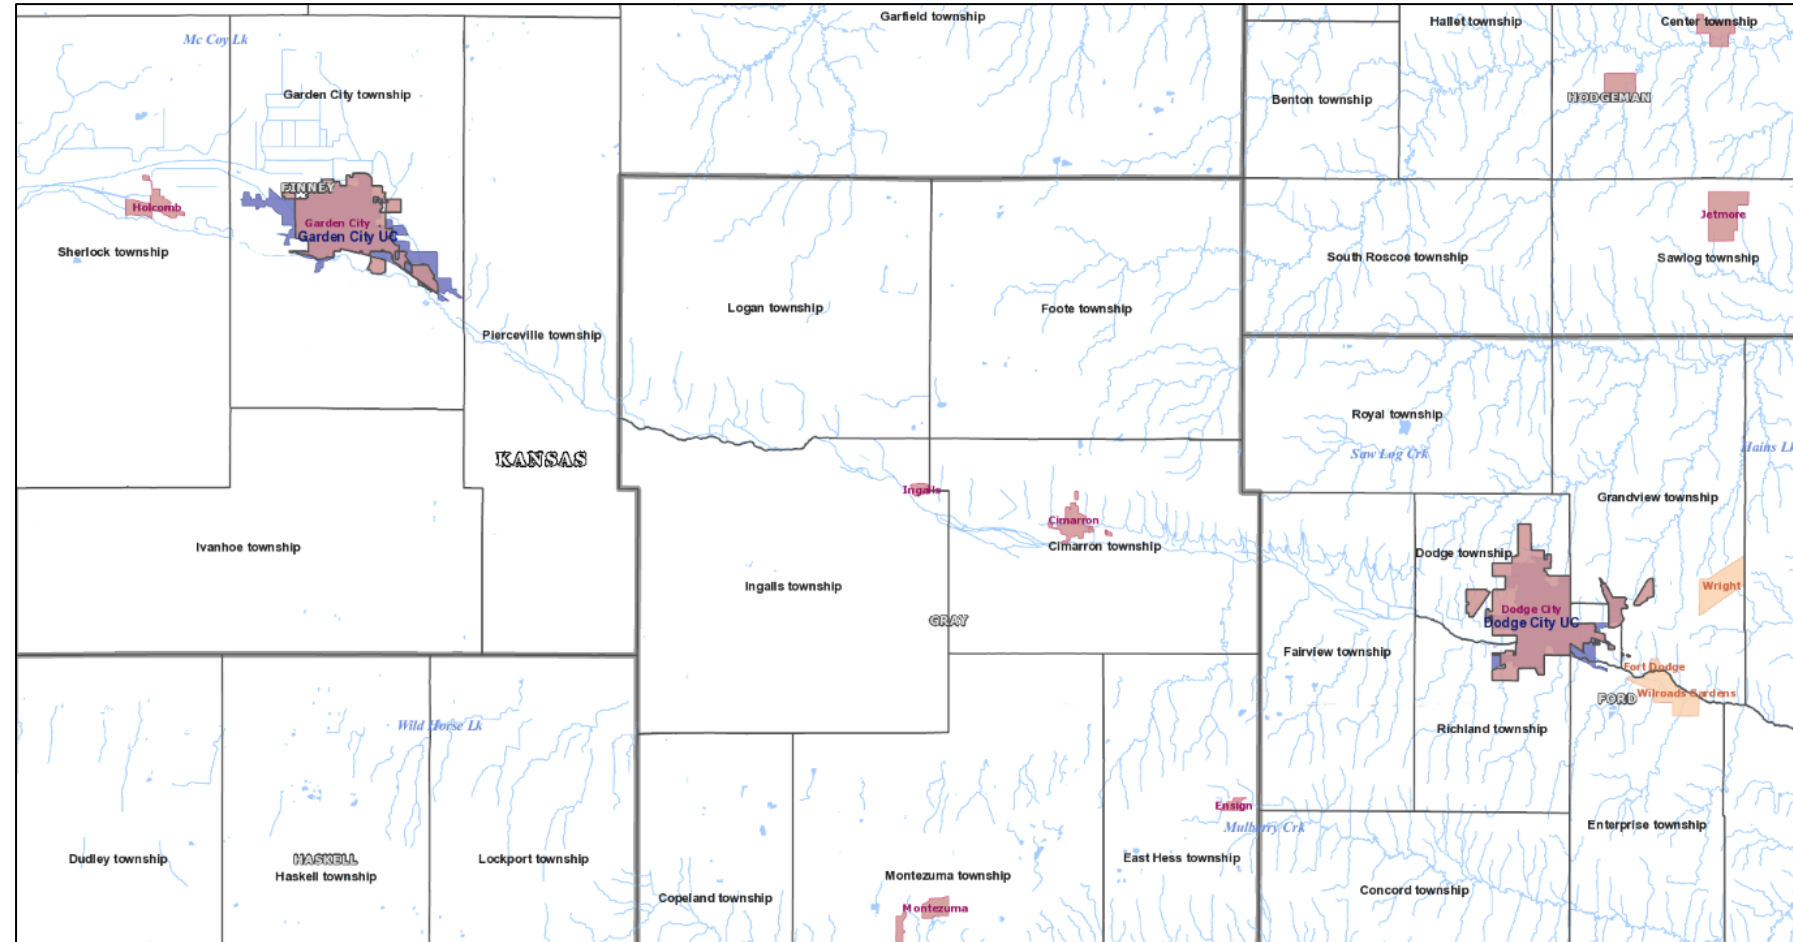 Garfield township
Hallet township
Center township
Mc Coy Lk
Garden City township
Benton township
HODGEMAN
FINNEY
Holcomb
Garden City
Garden City UC
Jetmore
Sherlock township
South Roscoe township
Sawlog township
Logan township
Foote township
Pierceville township
Royal township
Saw Log Crk
Hains Lk
KANSAS
Ingalls
Grandview township
Cimarron
Cimarron township
Ivanhoe township
Dodge township
Ingalls township
Wright
Dodge City
Dodge City UC
GRAY
Fairview township
Fort Dodge
Wilroads Gardens
FORD
Wild Horse Lk
Richland township
Ensign
Mulberry Crk
Enterprise township
Dudley township
HASKELL
Haskell township
Lockport township
East Hess township
Montezuma township
Copeland township
Concord township
Montezuma